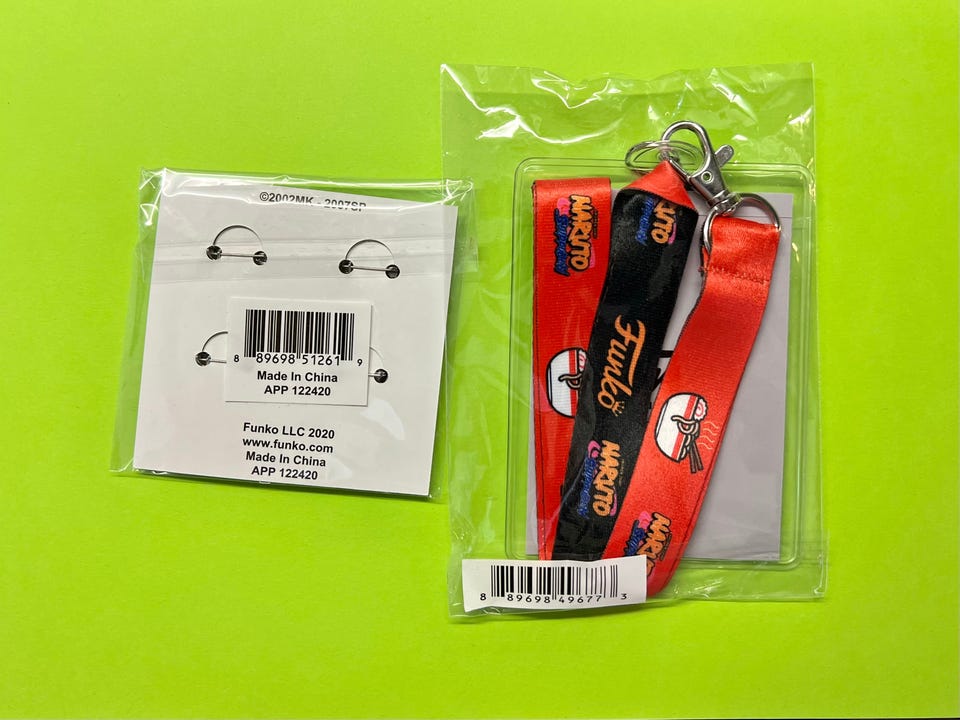 ©2002MK - 2007SP
8 89698 51261 9
Made In China
APP 122420
Funko LLC 2020
www.funko.com
Made In China
APP 122420
NARUTO
SHIPPUDEN
NARUTO
Funko
NARUTO
SHIPPUDEN
NARUTO
8 89698 49677 3